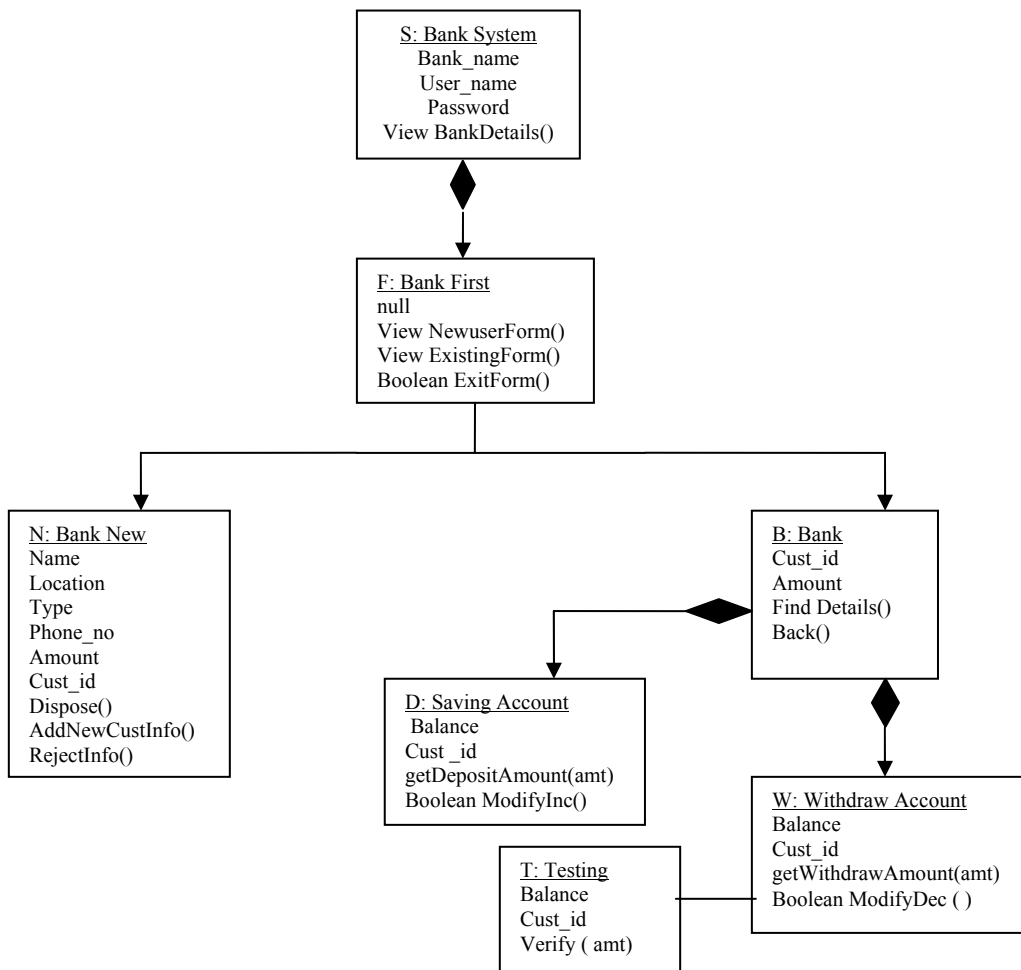 S: Bank System
Bank_name
User_name
Password
View BankDetails()
F: Bank First
null
View NewuserForm()
View ExistingForm()
Boolean ExitForm()
N: Bank New
Name
Location
Type
Phone_no
Amount
Cust_id
Dispose()
AddNewCustInfo()
RejectInfo()
B: Bank
Cust_id
Amount
Find Details()
Back()
D: Saving Account
Balance
Cust _id
getDepositAmount(amt)
Boolean ModifyInc()
W: Withdraw Account
Balance
Cust_id
getWithdrawAmount(amt)
Boolean ModifyDec ( )
T: Testing
Balance
Cust_id
Verify ( amt)